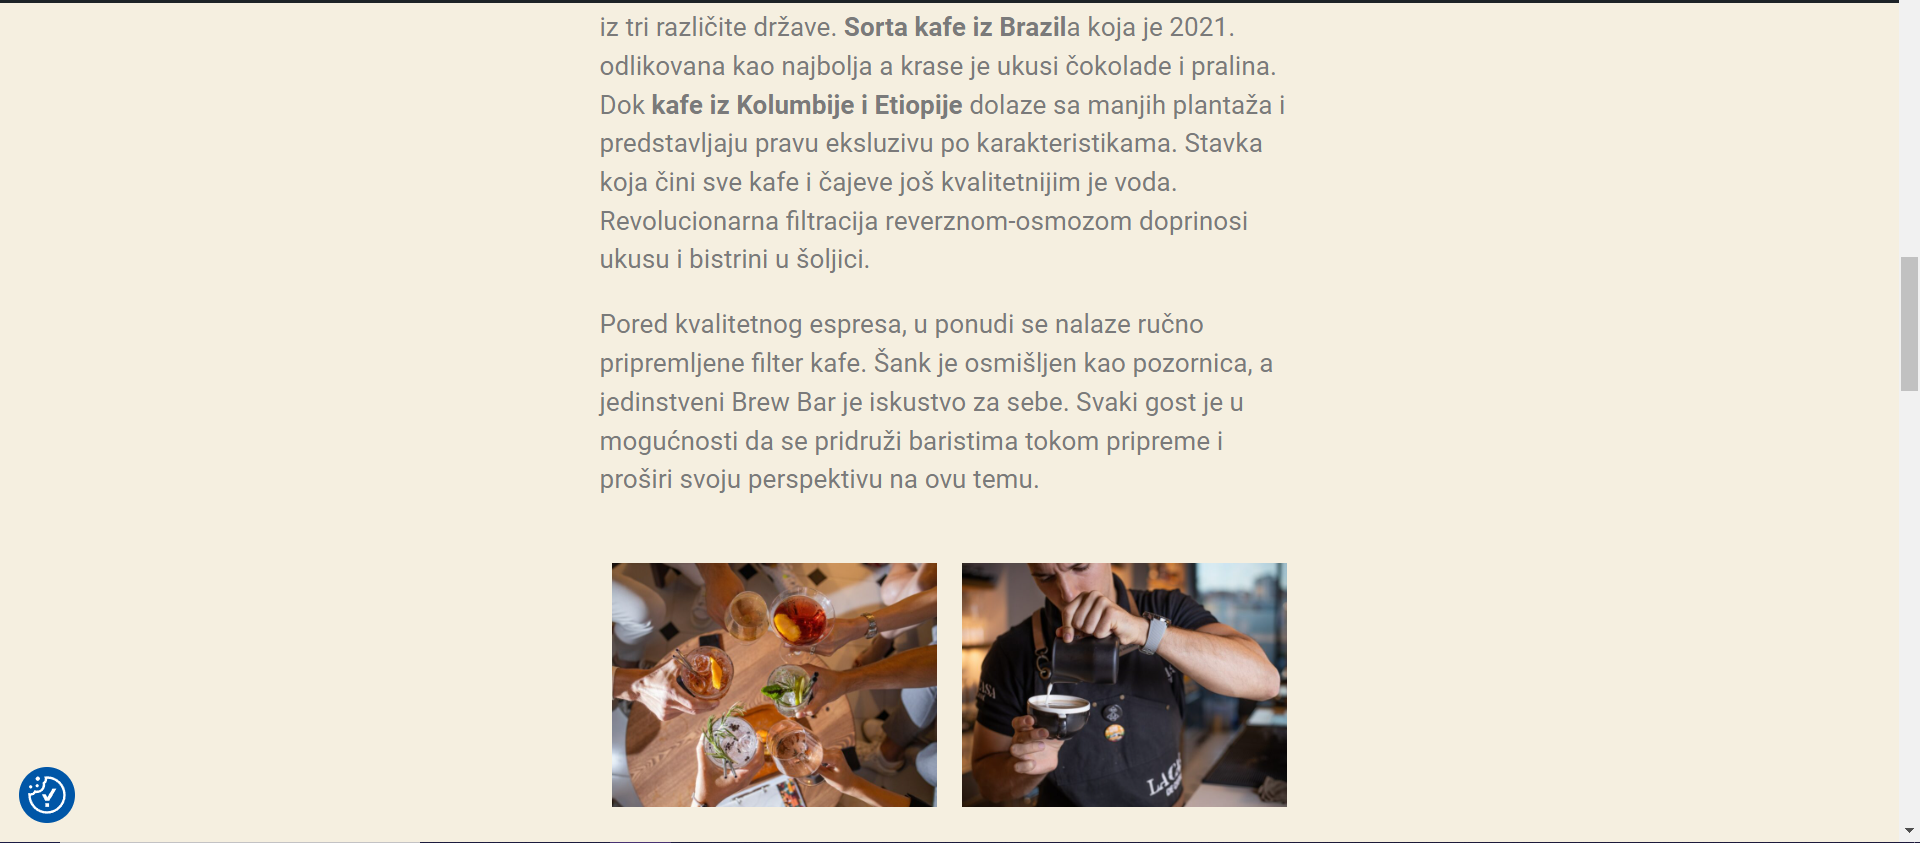 iz tri različite države. Sorta kafe iz Brazila koja je 2021.
odlikovana kao najbolja a krase je ukusi čokolade i pralina.
Dok kafe iz Kolumbije i Etiopije dolaze sa manjih plantaža i
predstavljaju pravu eksluzivu po karakteristikama. Stavka
koja čini sve kafe i čajeve još kvalitetnijim je voda.
Revolucionarna filtracija reverznom-osmozom doprinosi
ukusu i bistrini u šoljici.
Pored kvalitetnog espresa, u ponudi se nalaze ručno
pripremljene filter kafe. Šank je osmišljen kao pozornica, a
jedinstveni Brew Bar je iskustvo za sebe. Svaki gost je u
mogućnosti da se pridruži baristima tokom pripreme i
proširi svoju perspektivu na ovu temu.